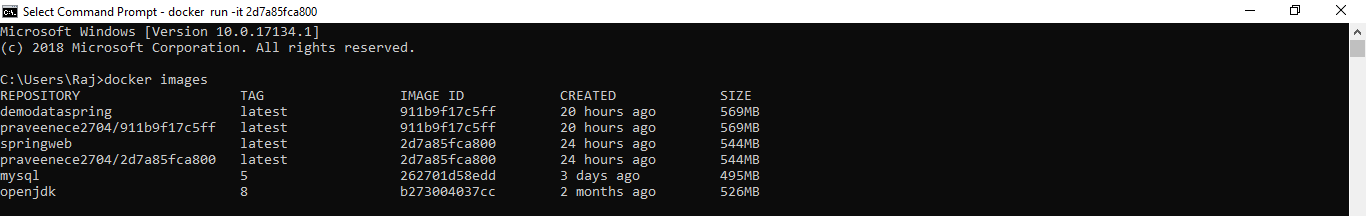 Select Command Prompt - docker run -it 2d7a85fca800
Microsoft Windows [Version 10.0.17134.1]
(c) 2018 Microsoft Corporation. All rights reserved.
C:\Users\Raj>docker images
REPOSITORY TAG IMAGE ID CREATED SIZE
demodataspring latest 911b9f17c5ff 20 hours ago 569MB
praveenece2704/911b9f17c5ff latest 911b9f17c5ff 20 hours ago 569MB
springweb latest 2d7a85fca800 24 hours ago 544MB
praveenece2704/2d7a85fca800 latest 2d7a85fca800 24 hours ago 544MB
mysql 5 262701d58edd 3 days ago 495MB
openjdk 8 b273004037cc 2 months ago 526MB